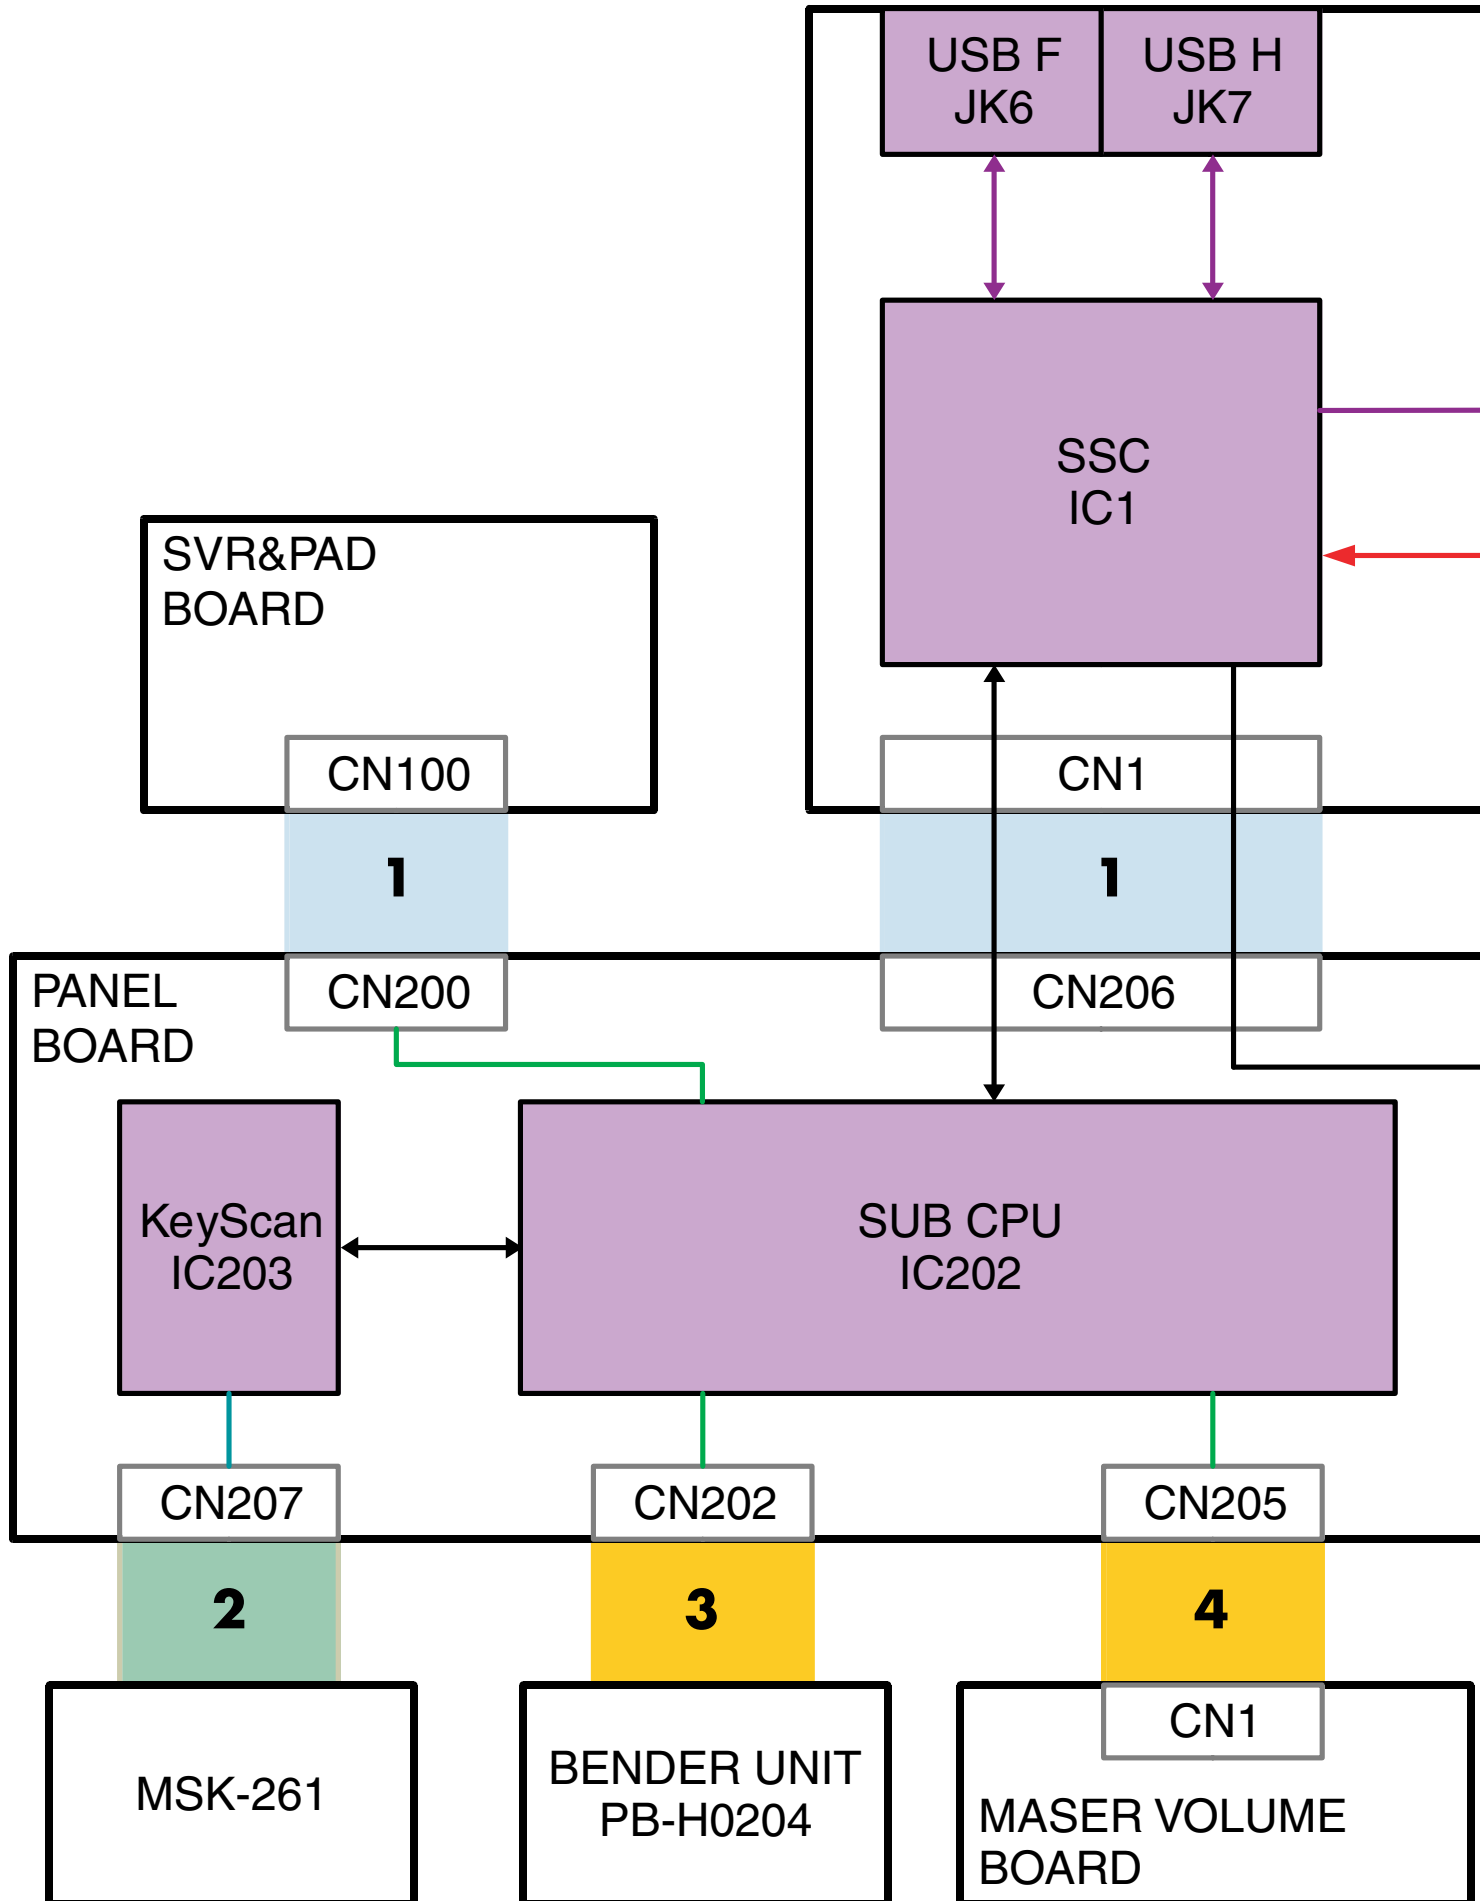 USB F
JK6
USB H
JK7
SSC
IC1
SVR&PAD
BOARD
CN100
CN1
1
1
PANEL
BOARD
CN200
CN206
KeyScan
IC203
SUB CPU
IC202
CN207
CN202
CN205
2
3
4
MSK-261
BENDER UNIT
PB-H0204
CN1
MASER VOLUME
BOARD